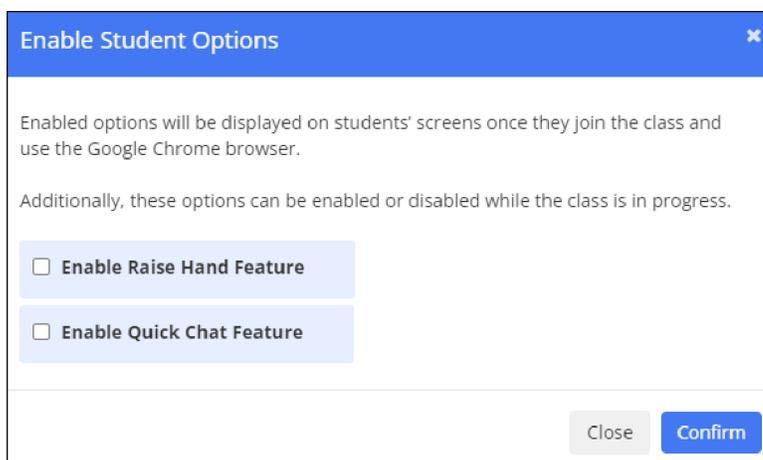 Enable Student Options
Enabled options will be displayed on students’ screens once they join the class and
use the Google Chrome browser.
Additionally, these options can be enabled or disabled while the class is in progress.
Enable Raise Hand Feature
Enable Quick Chat Feature
Close Confirm